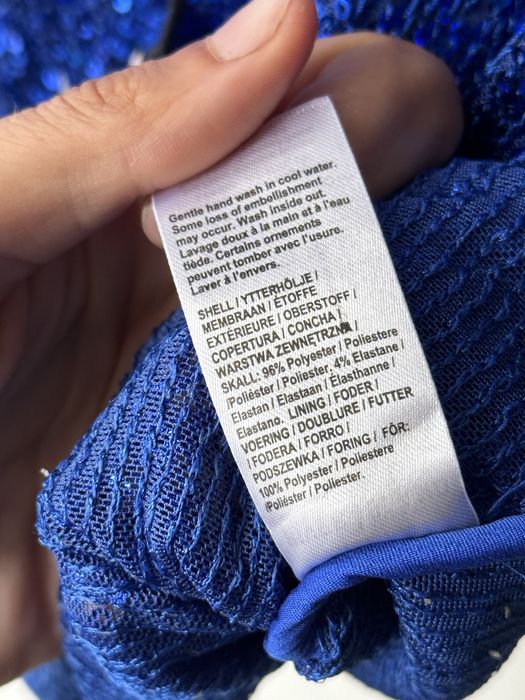 Gentle hand wash in cool water.
Some loss of embellishment
may occur. Wash inside out.
Lavage doux à la main et à l'eau
tiède. Certains ornements
peuvent tomber avec l'usure.
Laver à l'envers.
SHELL / YTTERHÖLJE /
MEMBRAAN / ÉTOFFE
EXTÉRIEURE / OBERSTOFF /
COPERTURA / CONCHA /
WARSTWA ZEWNĘTRZNA /
SKALL: 96% Polyester / Poliestere
/ Poliéster / Poliester. 4% Elastane /
Elastan / Elastaan / Élasthanne /
Elastano. LINING / FODER /
VOERING / DOUBLURE / FUTTER
/ FODERA / FORRO /
PODSZEWKA / FORING / FÔR:
100% Polyester / Poliestere
/Poliéster / Poliester.